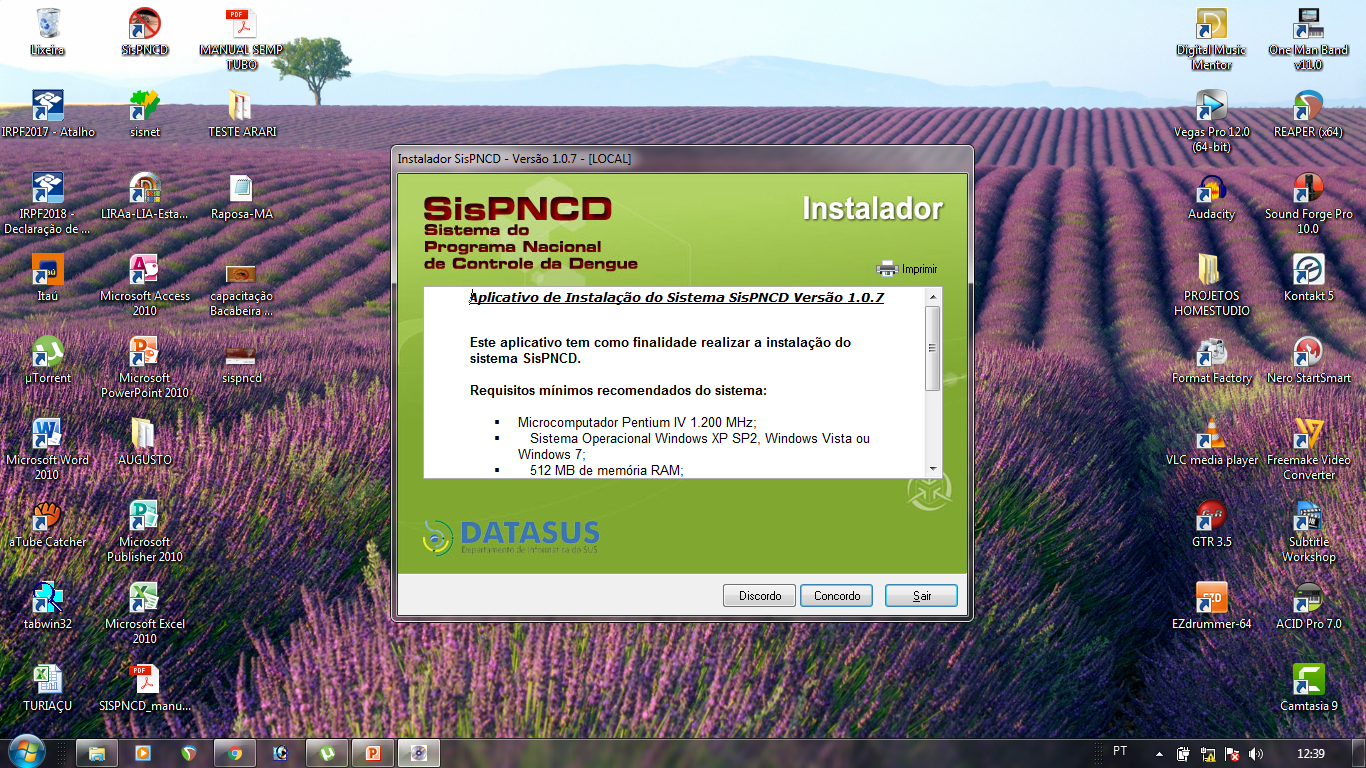 Lixeira
SisPNCD
MANUAL SEMP
TUBO
IRPF2017 - Atalho
sisnet
TESTE ARARI
IRPF2018 -
Declaração de ...
LIRAa-LIA-Esta...
Raposa-MA
Itaú
Microsoft Access
2010
capacitação
Bacabeira ...
µTorrent
Microsoft
PowerPoint 2010
sispncd
Microsoft Word
2010
AUGUSTO
aTube Catcher
Microsoft
Publisher 2010
tabwin32
Microsoft Excel
2010
TURIAÇU
SISPNCD_manu...
Instalador SisPNCD - Versão 1.0.7 - [LOCAL]
SisPNCD
Sistema do
Programa Nacional
de Controle da Dengue
Instalador
Imprimir
Aplicativo de Instalação do Sistema SisPNCD Versão 1.0.7
Este aplicativo tem como finalidade realizar a instalação do
sistema SisPNCD.
Requisitos mínimos recomendados do sistema:
▪ Microcomputador Pentium IV 1.200 MHz;
▪ Sistema Operacional Windows XP SP2, Windows Vista ou
Windows 7;
▪ 512 MB de memória RAM;
DATASUS
Departamento de Informática do SUS
Discordo
Concordo
Sair
Digital Music
Mentor
One Man Band
v11.0
Vegas Pro 12.0
(64-bit)
REAPER (x64)
Audacity
Sound Forge Pro
10.0
PROJETOS
HOMESTUDIO
Kontakt 5
Format Factory
Nero StartSmart
VLC media player
Freemake Video
Converter
GTR 3.5
Subtitle
Workshop
EZdrummer-64
ACID Pro 7.0
Camtasia 9
PT
12:39